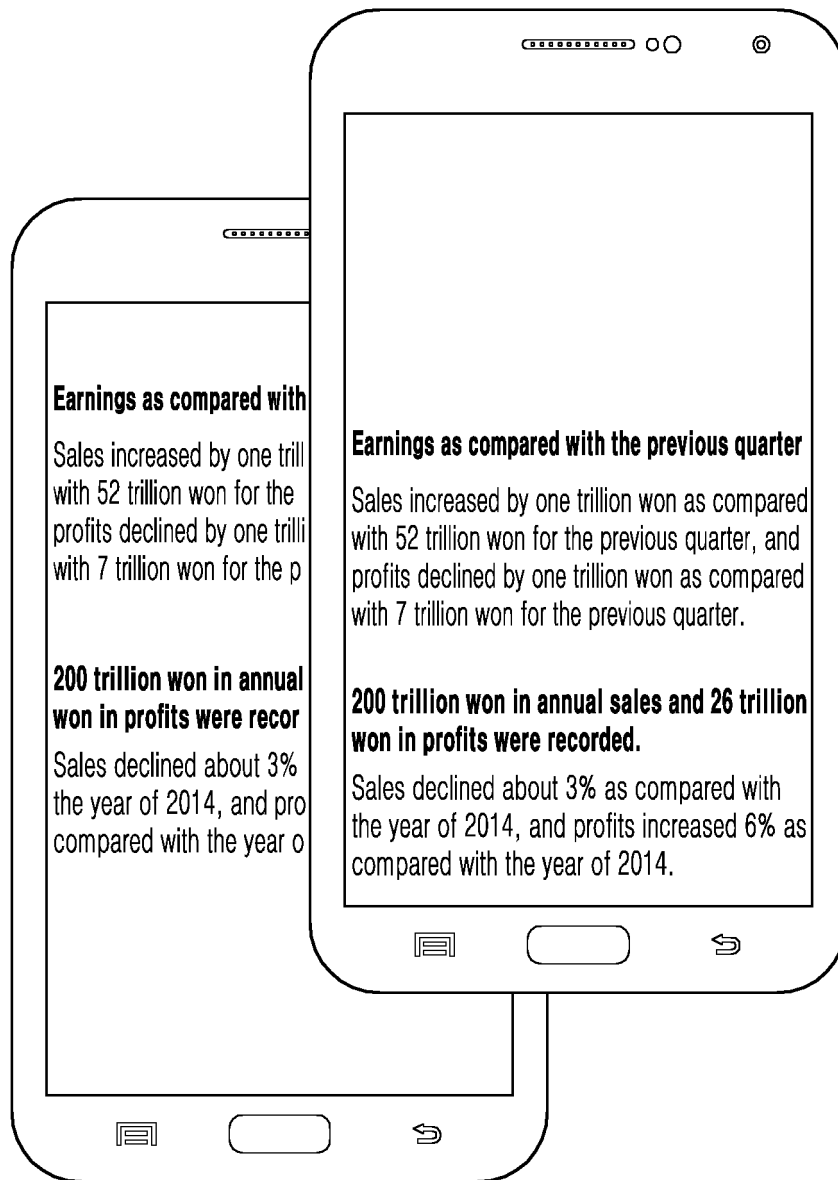 Earnings as compared with
Sales increased by one trill
with 52 trillion won for the
profits declined by one trilli
with 7 trillion won for the p
200 trillion won in annual
won in profits were recor
Sales declined about 3%
the year of 2014, and pro
compared with the year o
Earnings as compared with the previous quarter
Sales increased by one trillion won as compared
with 52 trillion won for the previous quarter, and
profits declined by one trillion won as compared
with 7 trillion won for the previous quarter.
200 trillion won in annual sales and 26 trillion
won in profits were recorded.
Sales declined about 3% as compared with
the year of 2014, and profits increased 6% as
compared with the year of 2014.